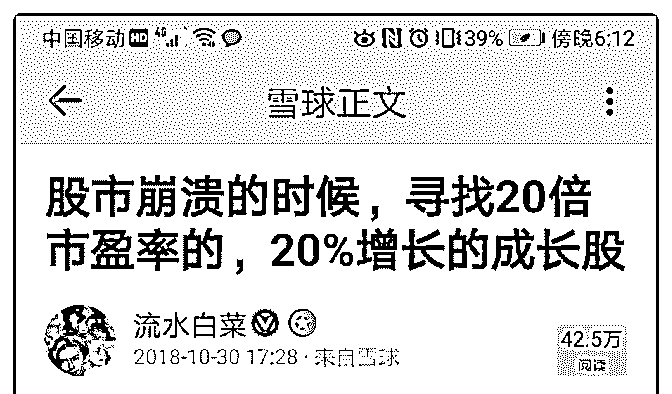 中国移动HD 4G 39% 傍晚6:12
雪球正文
股市崩溃的时候，寻找20倍
市盈率的，20%增长的成长股
流水白菜
2018-10-30 17:28 · 来自雪球
42.5万
阅读